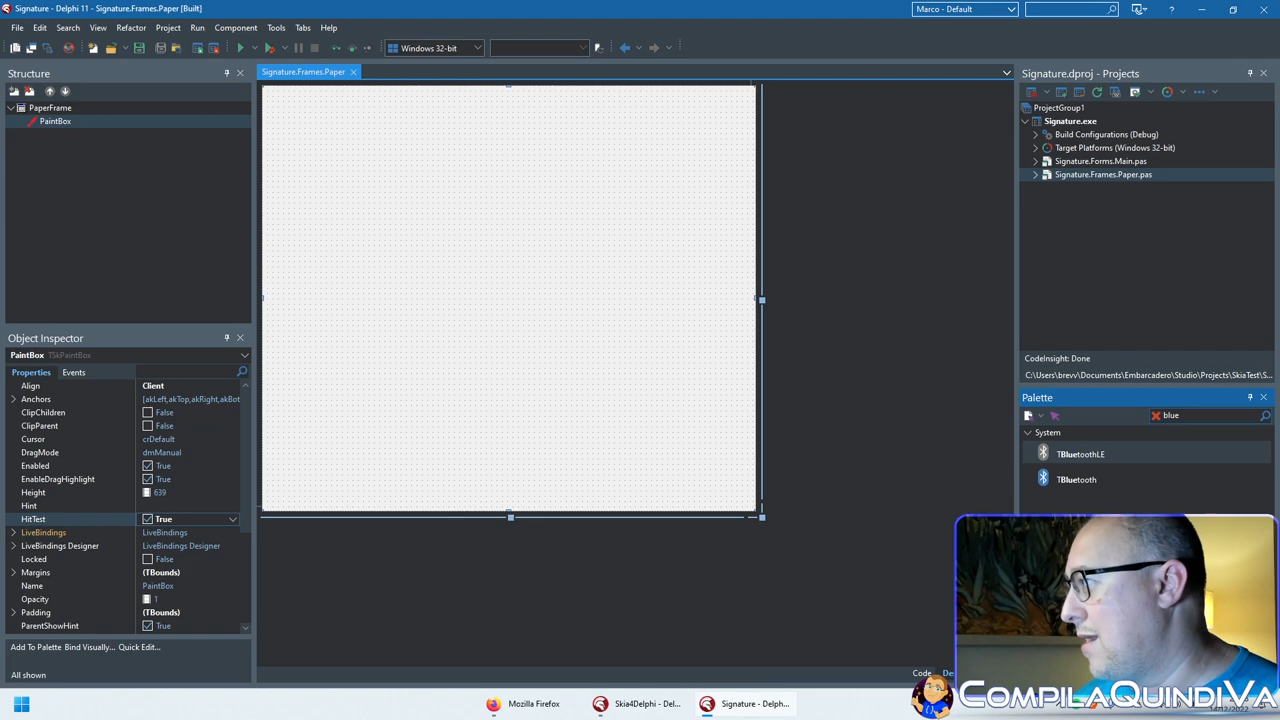 Signature - Delphi 11 - Signature.Frames.Paper [Built]
Marco - Default
File Edit Search View Refactor Project Run Component Tools Tabs Help
Windows 32-bit
Structure
PaperFrame
PaintBox
Signature.Frames.Paper
Signature.dproj - Projects
ProjectGroup1
Signature.exe
Build Configurations (Debug)
Target Platforms (Windows 32-bit)
Signature.Forms.Main.pas
Signature.Frames.Paper.pas
CodeInsight: Done
C:\Users\brevv\Documents\Embarcadero\Studio\Projects\SkiaTest\S...
Object Inspector
PaintBox TSkPaintBox
Properties Events
Align Client
Anchors [akLeft,akTop,akRight,akBot
ClipChildren False
ClipParent False
Cursor crDefault
DragMode dmManual
Enabled True
EnableDragHighlight True
Height 639
Hint
HitTest True
LiveBindings LiveBindings
LiveBindings Designer LiveBindings Designer
Locked False
Margins (TBounds)
Name PaintBox
Opacity 1
Padding (TBounds)
ParentShowHint True
Add To Palette Bind Visually... Quick Edit...
All shown
Palette
blue
System
TBluetoothLE
TBluetooth
Code De
Mozilla Firefox
Skia4Delphi - Del...
Signature - Delph...
CompilaQuindiVa
14/12/2022